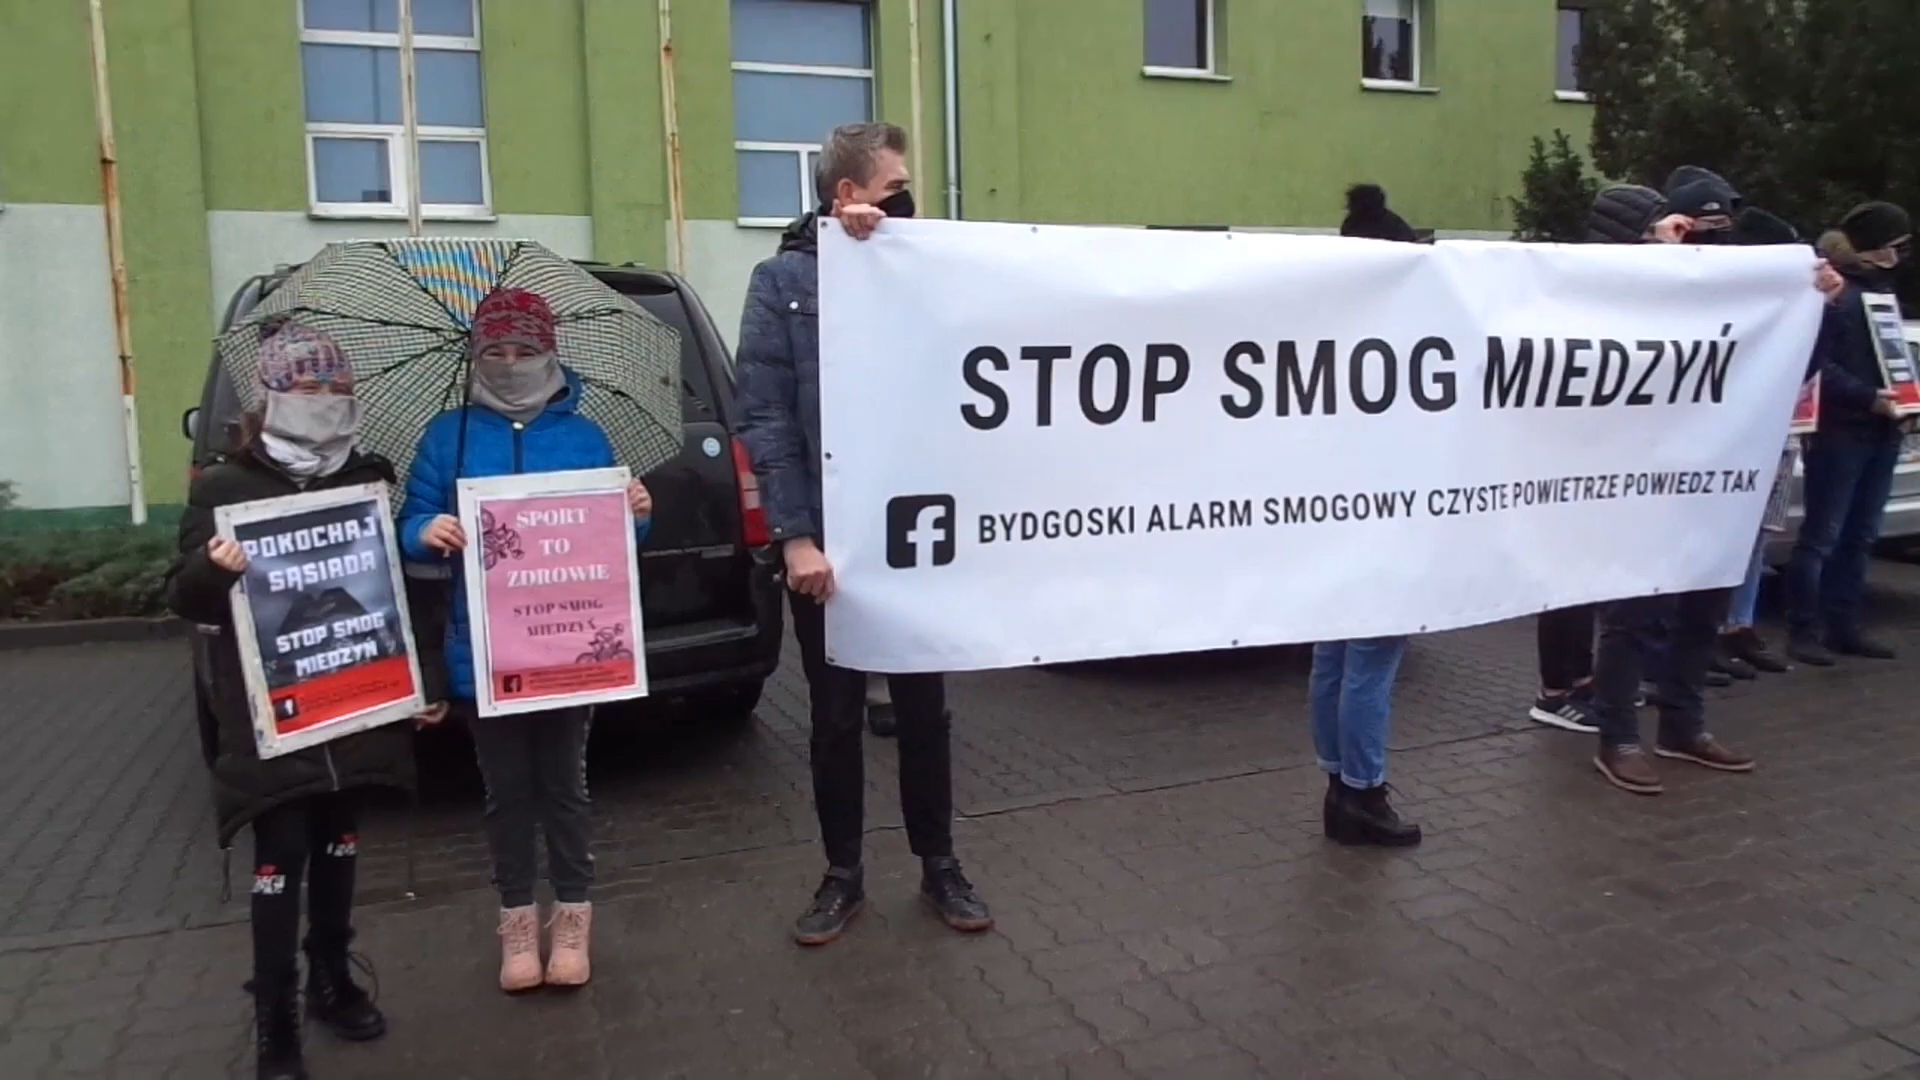 STOP SMOG MIEDZYŃ
BYDGOSKI ALARM SMOGOWY CZYSTE POWIETRZE POWIEDZ TAK
POKOCHAJ
SĄSIADA
STOP SMOG
MIEDZYŃ
SPORT
TO
ZDROWIE
STOP SMOG
MIEDZYŃ